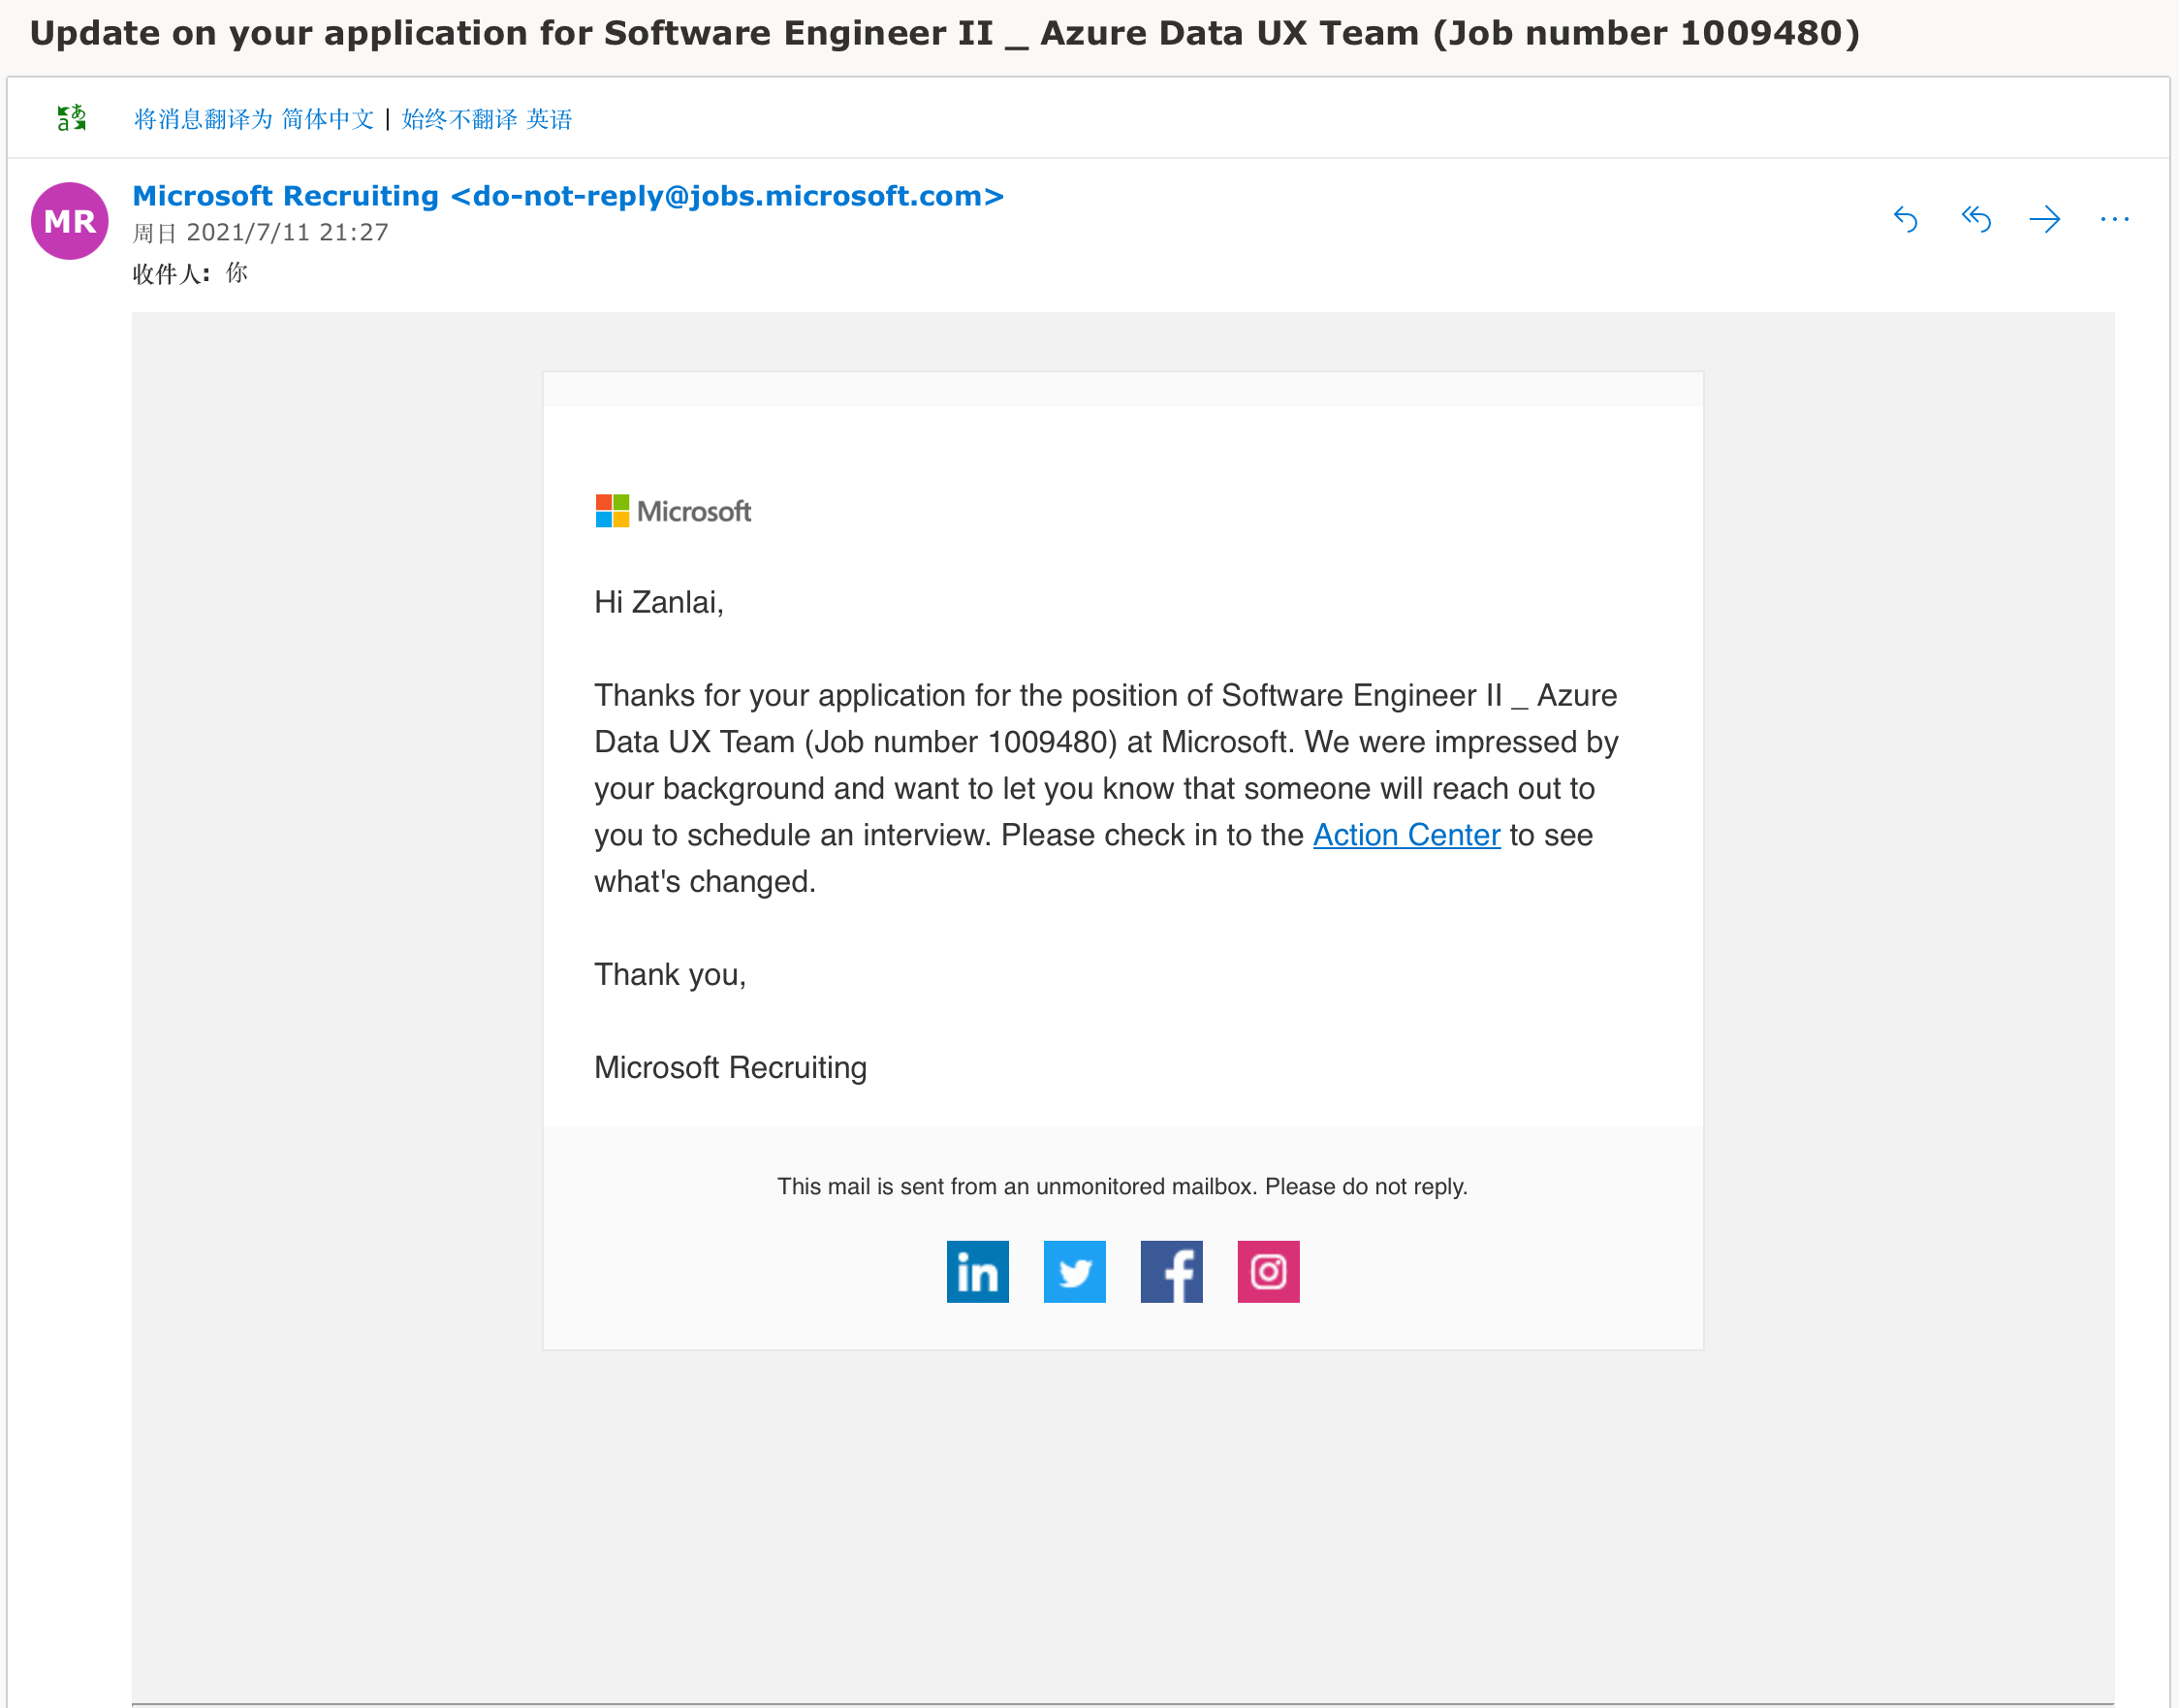 Update on your application for Software Engineer II _ Azure Data UX Team (Job number 1009480)
将消息翻译为 简体中文 | 始终不翻译 英语
MR
Microsoft Recruiting <do-not-reply@jobs.microsoft.com>
周日 2021/7/11 21:27
收件人: 你
Microsoft
Hi Zanlai,
Thanks for your application for the position of Software Engineer II _ Azure
Data UX Team (Job number 1009480) at Microsoft. We were impressed by
your background and want to let you know that someone will reach out to
you to schedule an interview. Please check in to the Action Center to see
what's changed.
Thank you,
Microsoft Recruiting
This mail is sent from an unmonitored mailbox. Please do not reply.